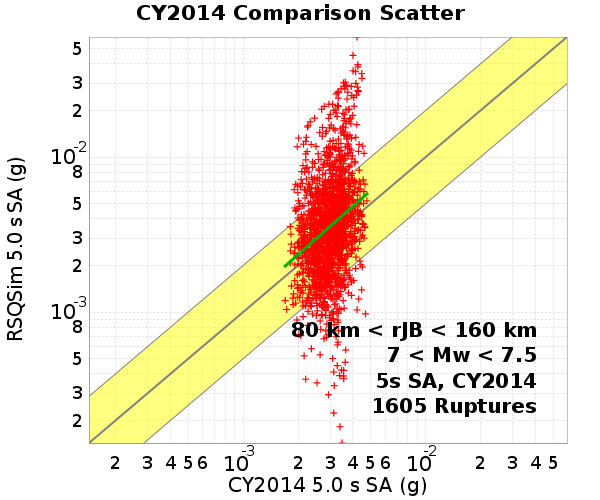 CY2014 Comparison Scatter
RSQSim 5.0 s SA (g)
5
3
2
10-2
8
5
3
2
10-3
8
5
3
2
80 km < rJB < 160 km
7 < Mw < 7.5
5s SA, CY2014
1605 Ruptures
2 3 4 5 6 10-3 2 3 4 5 6 10-2 2 3 4 5
CY2014 5.0 s SA (g)